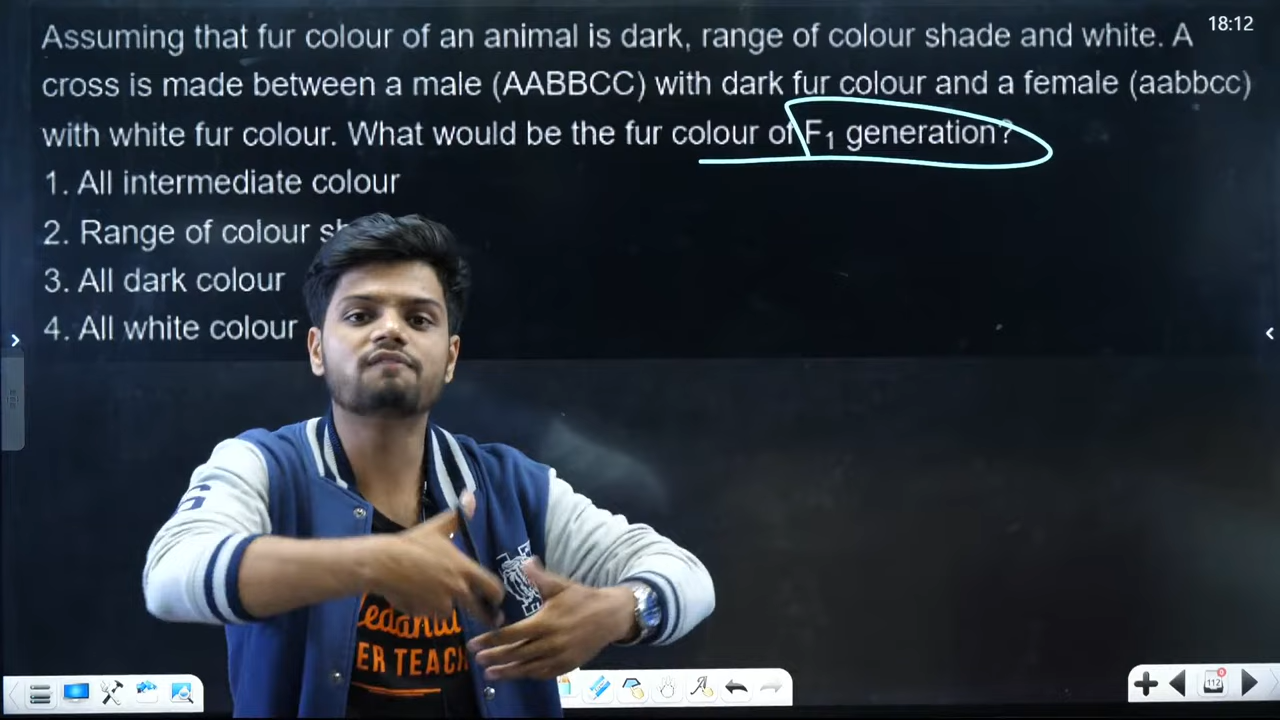 18:12
Assuming that fur colour of an animal is dark, range of colour shade and white. A
cross is made between a male (AABBCC) with dark fur colour and a female (aabbcc)
with white fur colour. What would be the fur colour of F₁ generation?
1. All intermediate colour
2. Range of colour
3. All dark colour
4. All white colour
ER TEACH
112